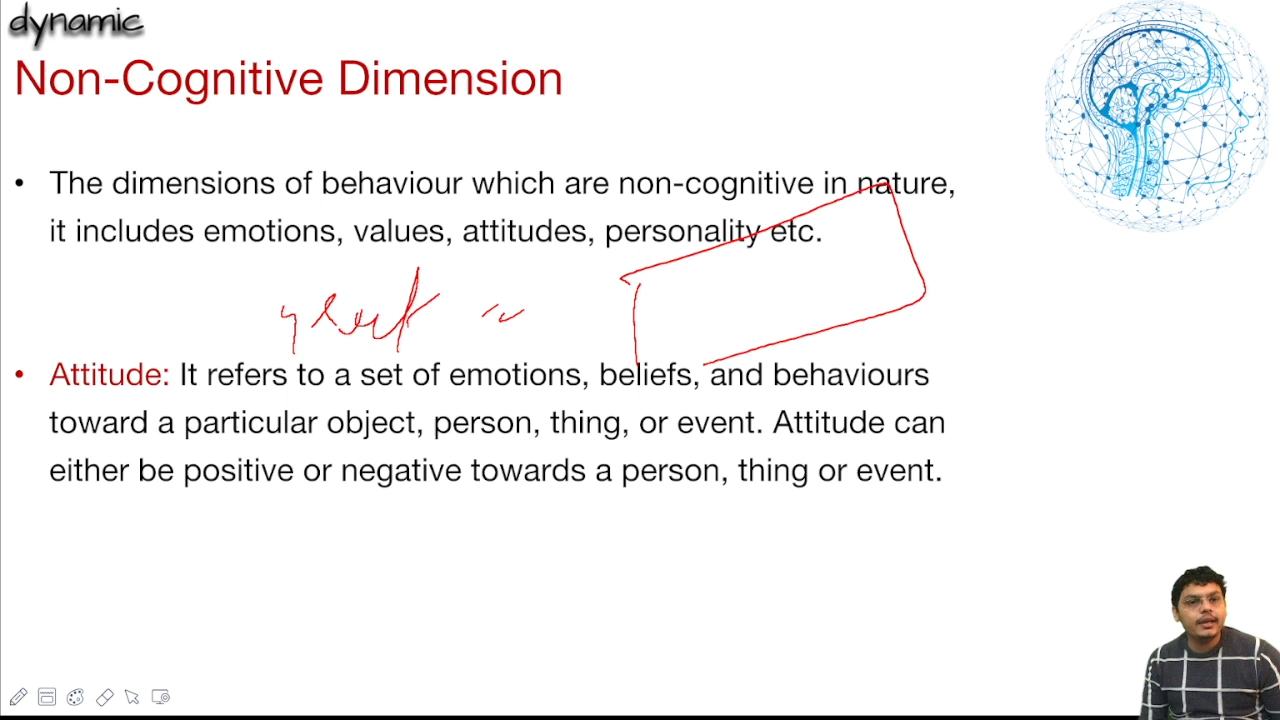 dynamic
Non-Cognitive Dimension
• The dimensions of behaviour which are non-cognitive in nature,
it includes emotions, values, attitudes, personality etc.
• Attitude: It refers to a set of emotions, beliefs, and behaviours
toward a particular object, person, thing, or event. Attitude can
either be positive or negative towards a person, thing or event.